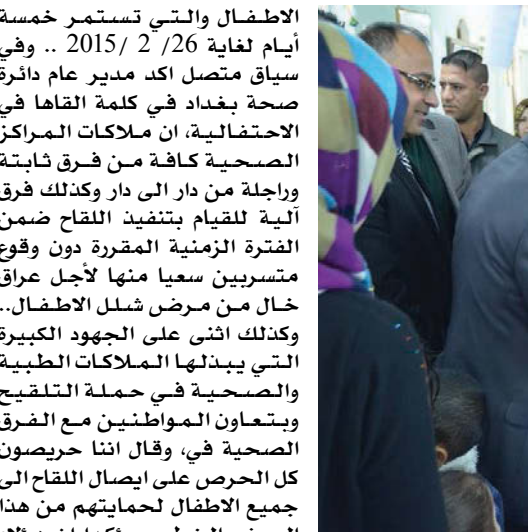 الاطفال والتي تستمر خمسة
أيام لغاية 26/ 2 /2015 .. وفي
سياق متصل اكد مدير عام دائرة
صحة بغداد في كلمة القاها في
الاحتفالية، ان ملاكات المراكز
الصحية كافة من فرق ثابتة
وراجلة من دار الى دار وكذلك فرق
آلية للقيام بتنفيذ اللقاح ضمن
الفترة الزمنية المقررة دون وقوع
متسربين سعيا منها لأجل عراق
خال من مرض شلل الاطفال..
وكذلك اثنى على الجهود الكبيرة
التي يبذلها الملاكات الطبية
والصحية في حملة التلقيح
وبتعاون المواطنين مع الفرق
الصحية في، وقال اننا حريصون
كل الحرص على ايصال اللقاح الى
جميع الاطفال لحمايتهم من هذا